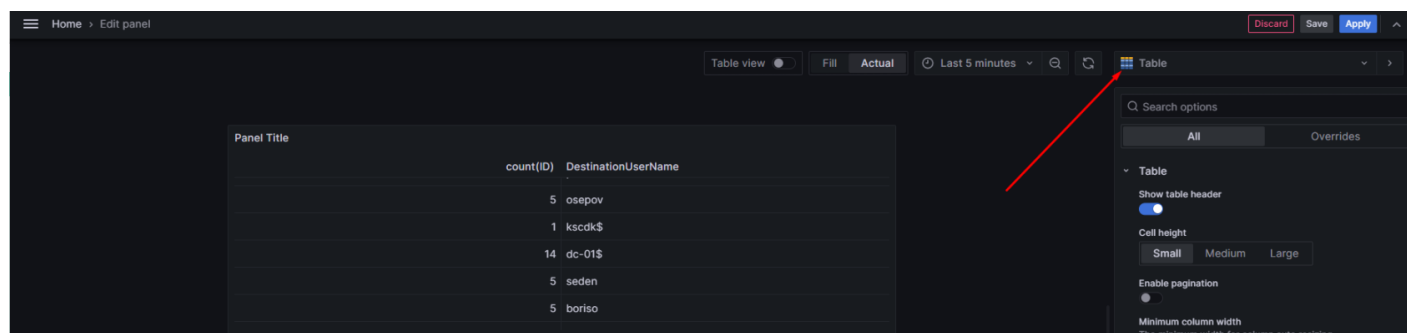 Home › Edit panel
Discard Save Apply
Table view Fill Actual Last 5 minutes Table
Search options
All Overrides
Panel Title
count(ID) DestinationUserName
5 osepov
1 kscdk$
14 dc-01$
5 seden
5 boriso
Table
Show table header
Cell height
Small Medium Large
Enable pagination
Minimum column width